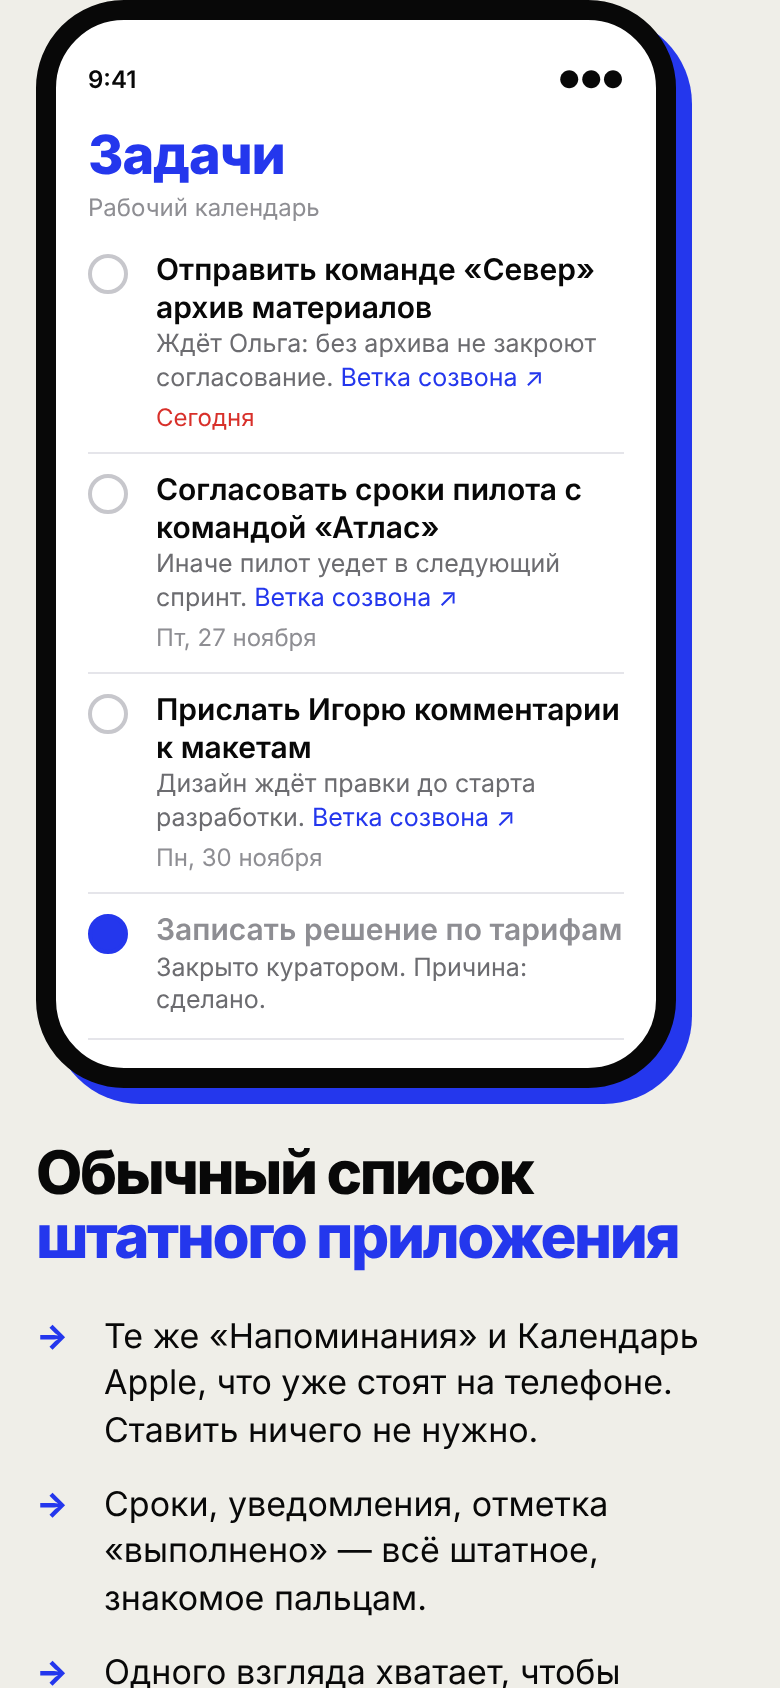 9:41
Задачи
Рабочий календарь
Отправить команде «Север»
архив материалов
Ждёт Ольга: без архива не закроют
согласование. Ветка созвона ↗
Сегодня
Согласовать сроки пилота с
командой «Атлас»
Иначе пилот уедет в следующий
спринт. Ветка созвона ↗
Пт, 27 ноября
Прислать Игорю комментарии
к макетам
Дизайн ждёт правки до старта
разработки. Ветка созвона ↗
Пн, 30 ноября
Записать решение по тарифам
Закрыто куратором. Причина:
сделано.
Обычный список
штатного приложения
→ Те же «Напоминания» и Календарь
Apple, что уже стоят на телефоне.
Ставить ничего не нужно.
→ Сроки, уведомления, отметка
«выполнено» — всё штатное,
знакомое пальцам.
→ Одного взгляда хватает, чтобы